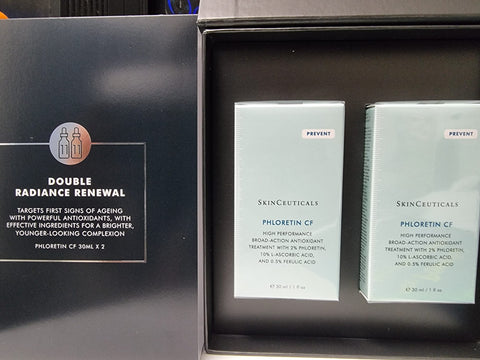 DOUBLE
RADIANCE RENEWAL
TARGETS FIRST SIGNS OF AGEING
WITH POWERFUL ANTIOXIDANTS, WITH
EFFECTIVE INGREDIENTS FOR A BRIGHTER,
YOUNGER-LOOKING COMPLEXION
PHLORETIN CF 30ML X 2
PREVENT
SKINCEUTICALS
PHLORETIN CF
HIGH PERFORMANCE
BROAD-ACTION ANTIOXIDANT
TREATMENT WITH 2% PHLORETIN,
10% L-ASCORBIC ACID,
AND 0.5% FERULIC ACID
e 30 ml / 1 fl oz
PREVENT
SKINCEUTICALS
PHLORETIN CF
HIGH PERFORMANCE
BROAD-ACTION ANTIOXIDANT
TREATMENT WITH 2% PHLORETIN,
10% L-ASCORBIC ACID,
AND 0.5% FERULIC ACID
e 30 ml / 1 fl oz